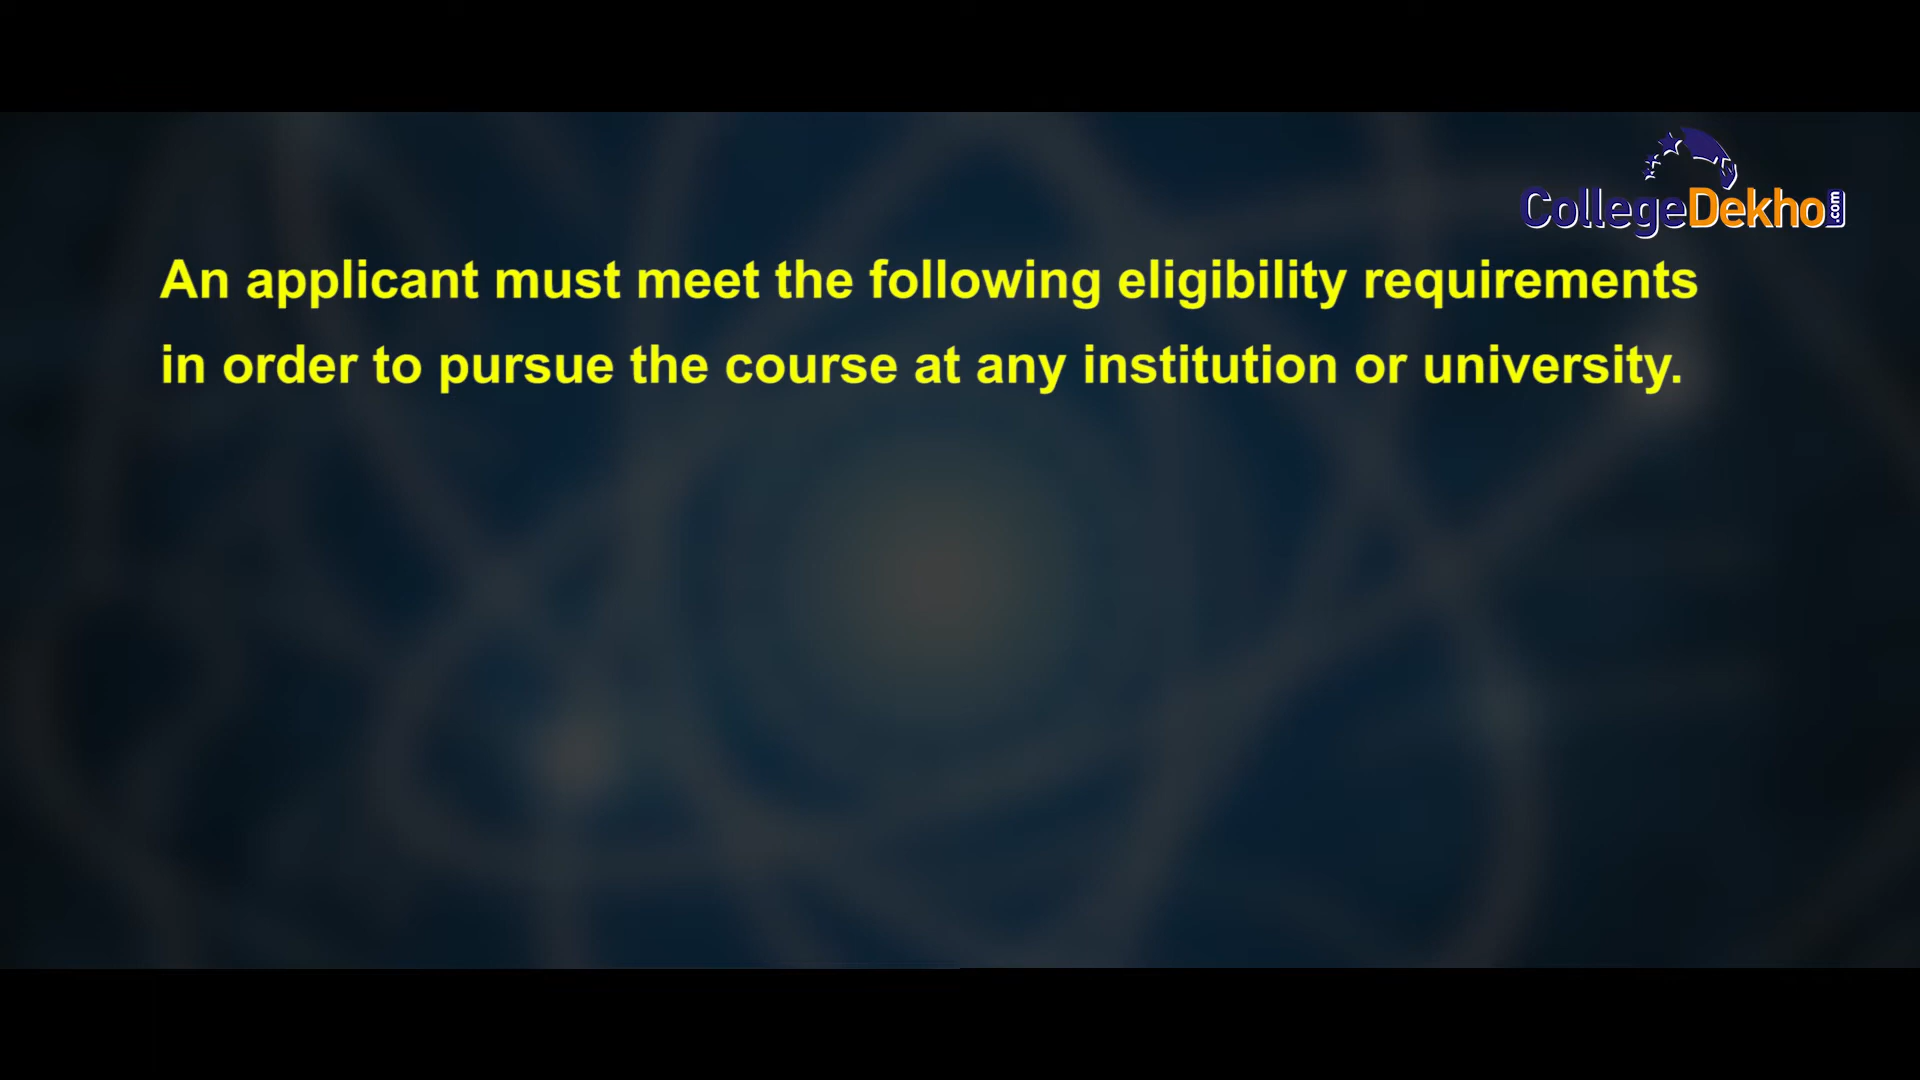 CollegeDekho.com
An applicant must meet the following eligibility requirements
in order to pursue the course at any institution or university.